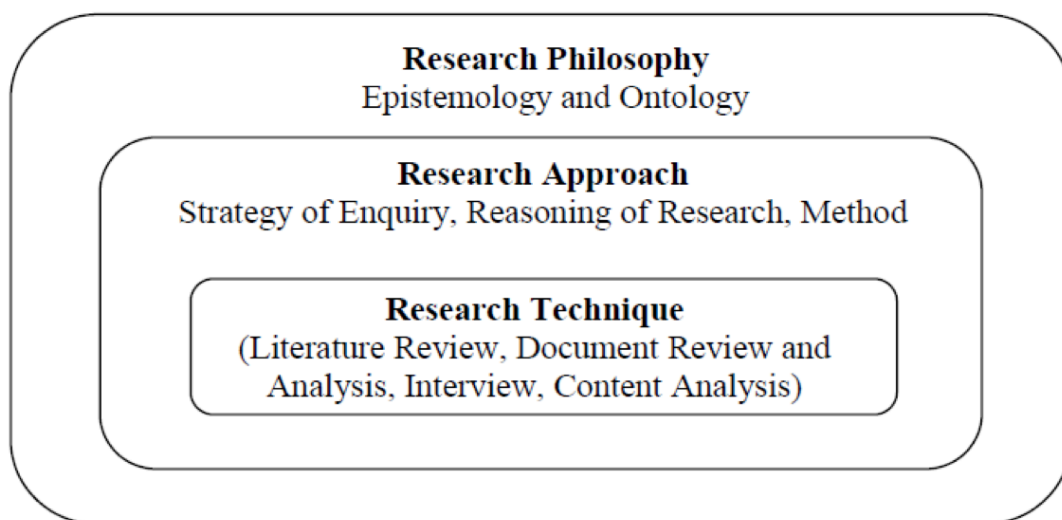 Research Philosophy
Epistemology and Ontology
Research Approach
Strategy of Enquiry, Reasoning of Research, Method
Research Technique
(Literature Review, Document Review and
Analysis, Interview, Content Analysis)